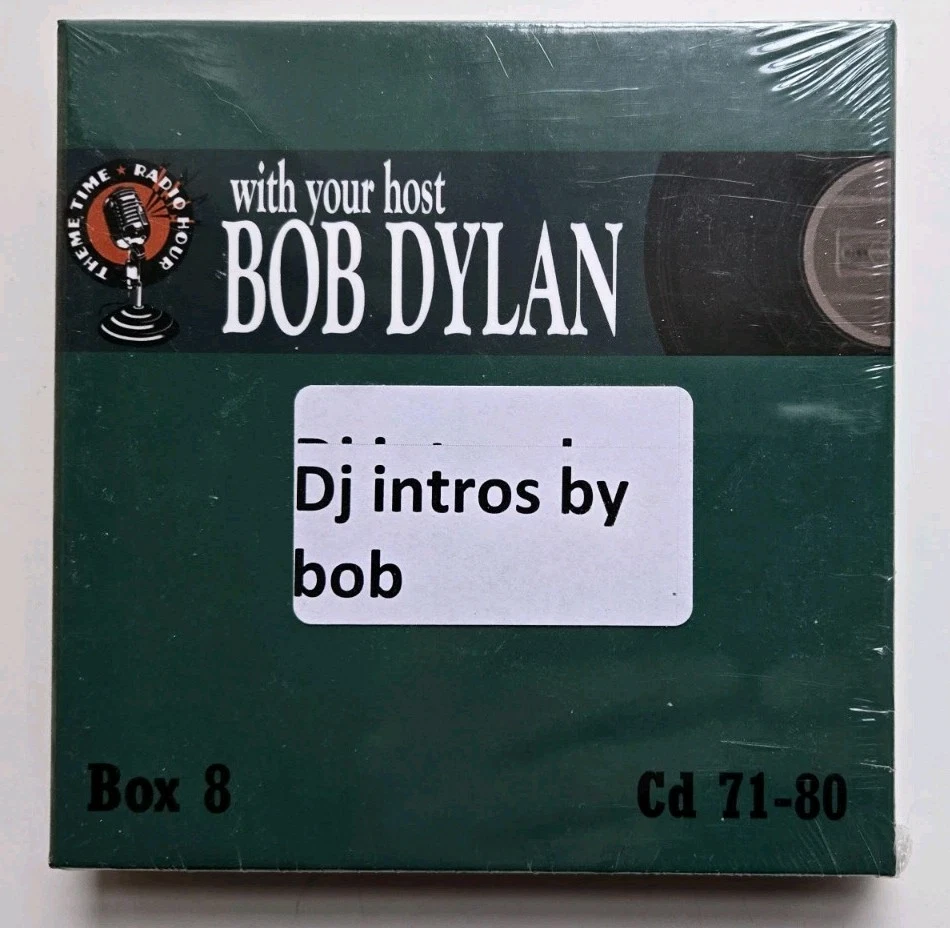 THEME TIME ★ RADIO HOUR
with your host
BOB DYLAN
Dj intros by
bob
Box 8
Cd 71-80